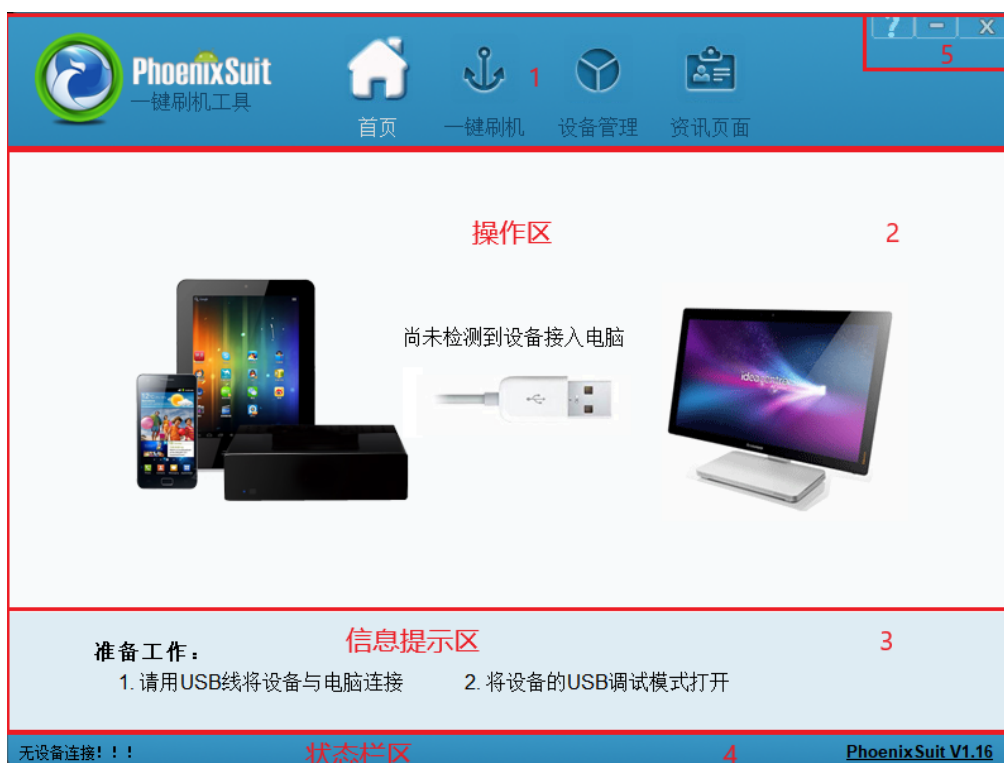 ? — X
5
PhoenixSuit
一键刷机工具
1
首页 一键刷机 设备管理 资讯页面
操作区 2
尚未检测到设备接入电脑
信息提示区 3
准备工作：
1. 请用USB线将设备与电脑连接 2. 将设备的USB调试模式打开
无设备连接！！！ 状态栏区 4 PhoenixSuit V1.16